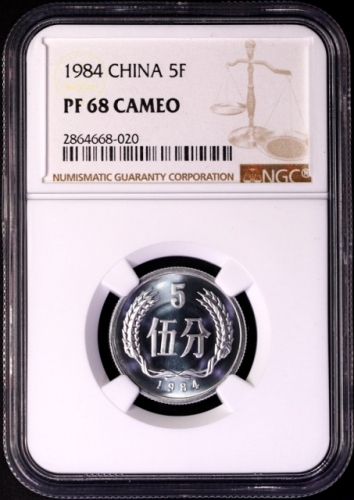 1984 CHINA 5F
PF 68 CAMEO
2864668-020
NUMISMATIC GUARANTY CORPORATION
NGC®
5
伍分
1984